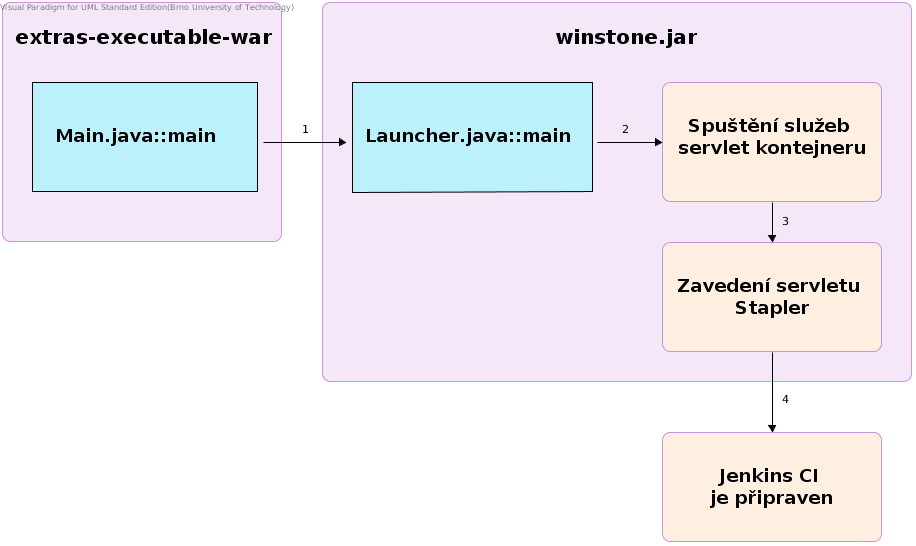 Visual Paradigm for UML Standard Edition(Brno University of Technology)
extras-executable-war
winstone.jar
Main.java::main
1
Launcher.java::main
2
Spuštění služeb
servlet kontejneru
3
Zavedení servletu
Stapler
4
Jenkins CI
je připraven